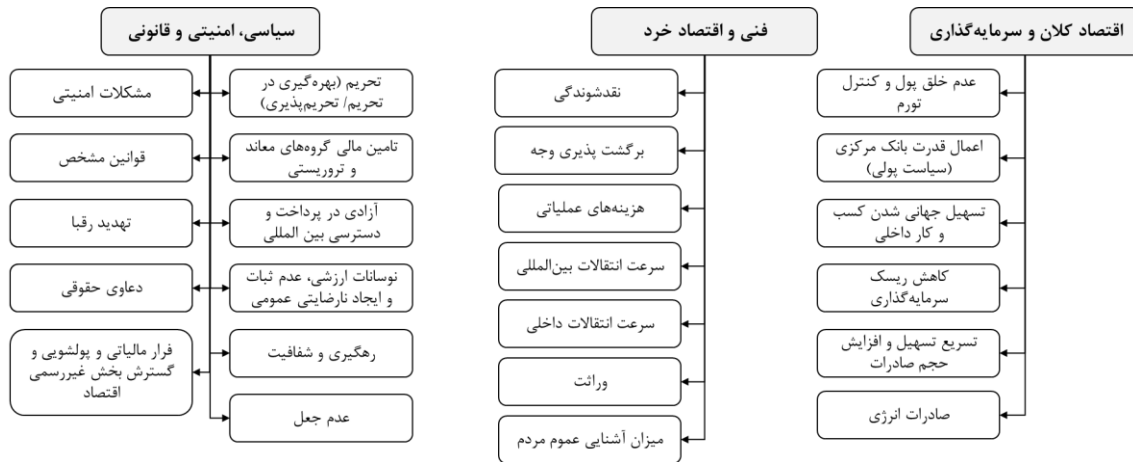 اقتصاد کلان و سرمایه‌گذاری
عدم خلق پول و کنترل
تورم
اعمال قدرت بانک مرکزی
(سیاست پولی)
تسهیل جهانی شدن کسب
و کار داخلی
کاهش ریسک
سرمایه‌گذاری
تسریع تسهیل و افزایش
حجم صادرات
صادرات انرژی
فنی و اقتصاد خرد
نقدشوندگی
برگشت پذیری وجه
هزینه‌های عملیاتی
سرعت انتقالات بین‌المللی
سرعت انتقالات داخلی
وراثت
میزان آشنایی عموم مردم
سیاسی، امنیتی و قانونی
تحریم (بهره‌گیری در
تحریم/ تحریم‌پذیری)
تامین مالی گروه‌های معاند
و تروریستی
آزادی در پرداخت و
دسترسی بین المللی
نوسانات ارزشی، عدم ثبات
و ایجاد نارضایتی عمومی
رهگیری و شفافیت
عدم جعل
مشکلات امنیتی
قوانین مشخص
تهدید رقبا
دعاوی حقوقی
فرار مالیاتی و پولشویی و
گسترش بخش غیررسمی
اقتصاد